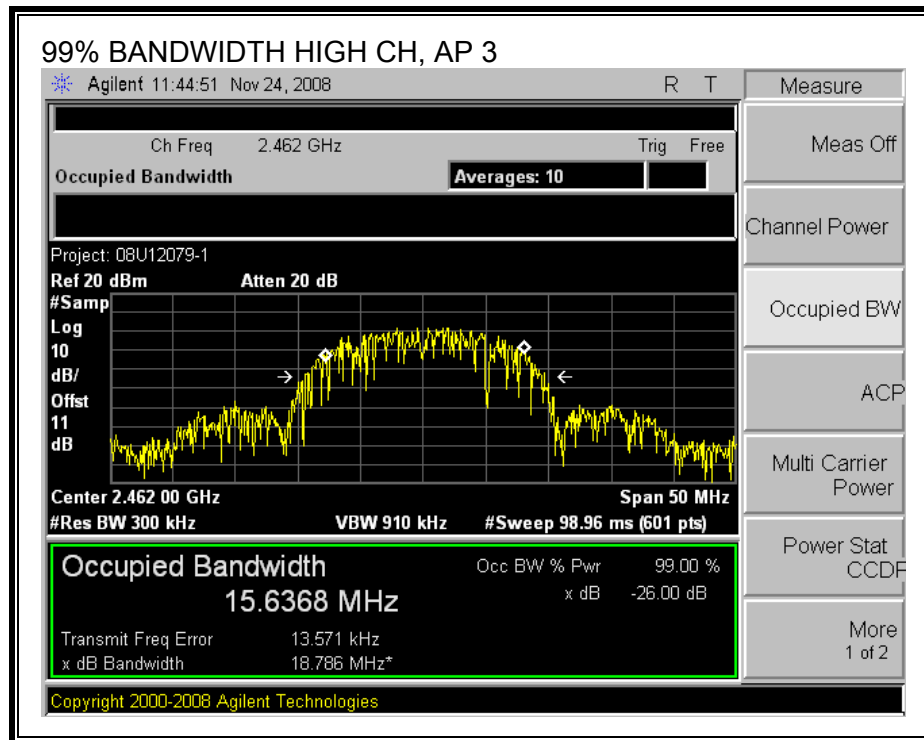 99% BANDWIDTH HIGH CH, AP 3
Agilent 11:44:51 Nov 24, 2008 R T
Measure
Ch Freq 2.462 GHz Trig Free
Occupied Bandwidth Averages: 10
Meas Off
Channel Power
Occupied BW
ACP
Multi Carrier
Power
Power Stat
CCDF
More
1 of 2
Project: 08U12079-1
Ref 20 dBm Atten 20 dB
#Samp
Log
10
dB/
Offst
11
dB
Center 2.462 00 GHz Span 50 MHz
#Res BW 300 kHz VBW 910 kHz #Sweep 98.96 ms (601 pts)
Occupied Bandwidth Occ BW % Pwr 99.00 %
15.6368 MHz x dB -26.00 dB
Transmit Freq Error 13.571 kHz
x dB Bandwidth 18.786 MHz*
Copyright 2000-2008 Agilent Technologies